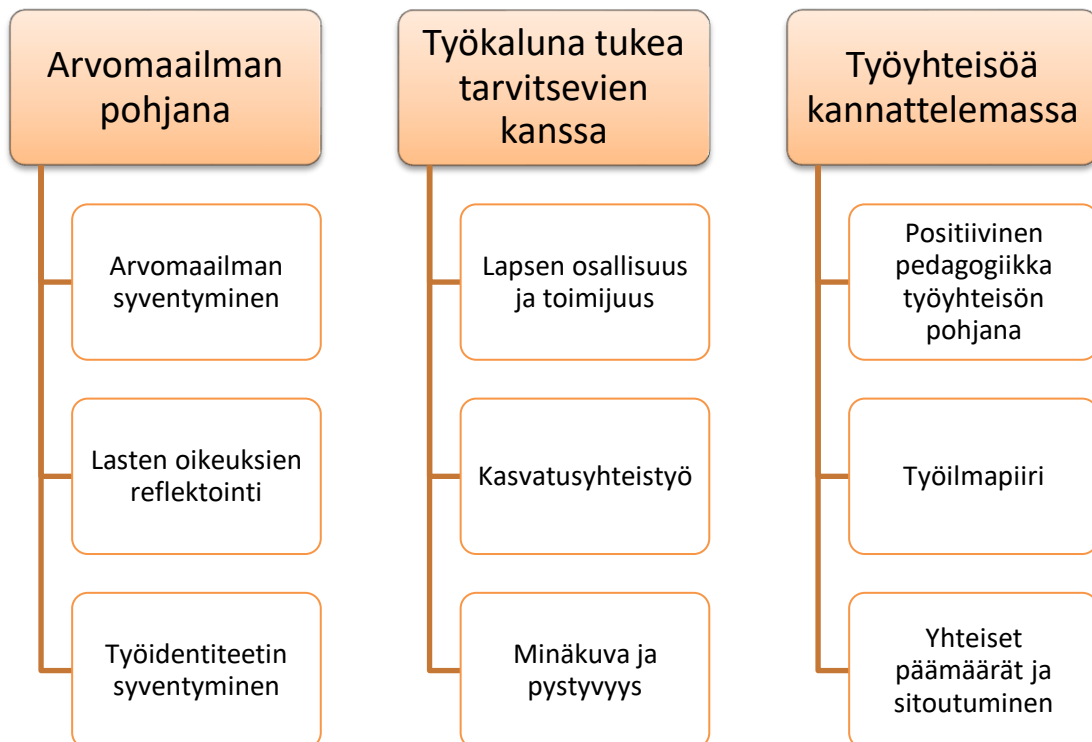 Arvomaailman
pohjana
Arvomaailman
syventyminen
Lasten oikeuksien
reflektointi
Työidentiteetin
syventyminen
Työkaluna tukea
tarvitsevien
kanssa
Lapsen osallisuus
ja toimijuus
Kasvatusyhteistyö
Minäkuva ja
pystyvyys
Työyhteisöä
kannattelemassa
Positiivinen
pedagogiikka
työyhteisön
pohjana
Työilmapiiri
Yhteiset
päämäärät ja
sitoutuminen